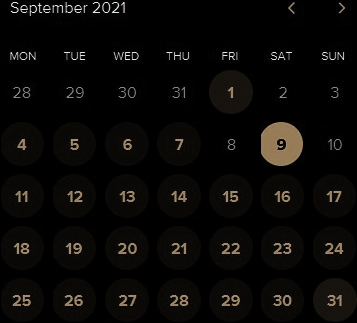 September 2021
MON TUE WED THU FRI SAT SUN
28 29 30 31 1 2 3
4 5 6 7 8 9 10
11 12 13 14 15 16 17
18 19 20 21 22 23 24
25 26 27 28 29 30 31